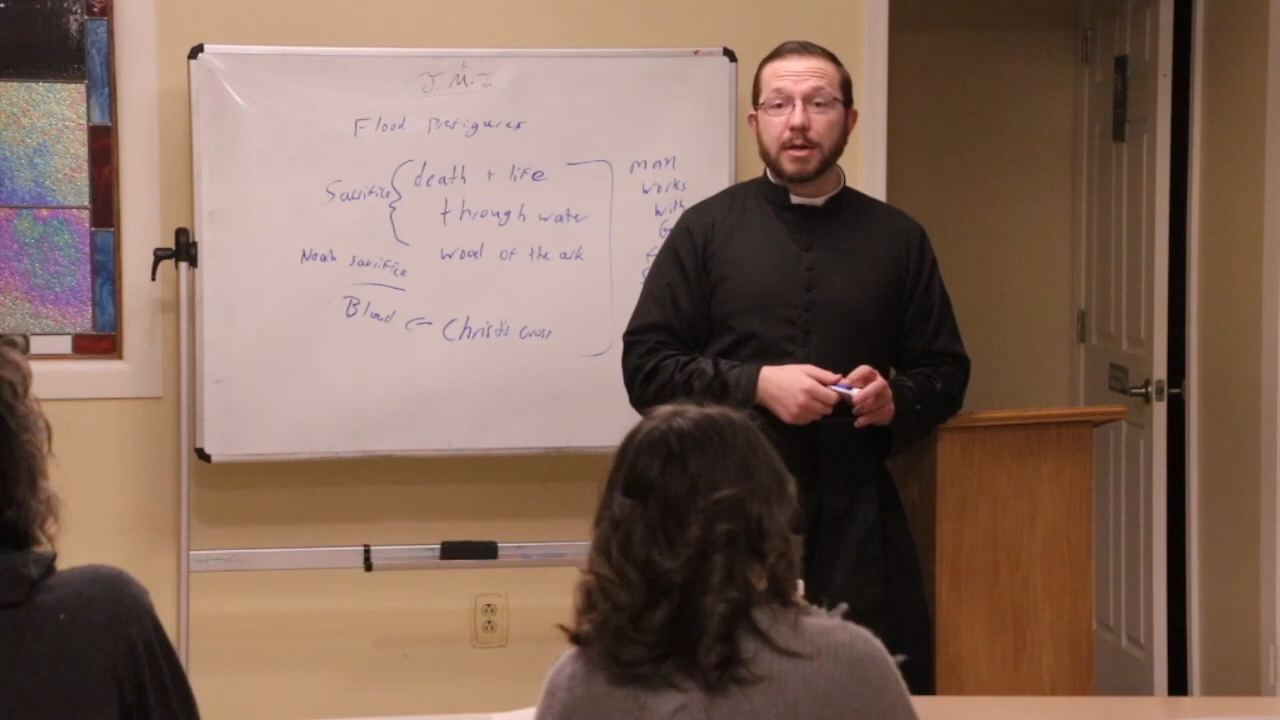 J. M. J.
Flood Prefigures
Sacrifice { death + life
through water
Noah sacrifice wood of the ark
Blood Christ's cross
man
works
with